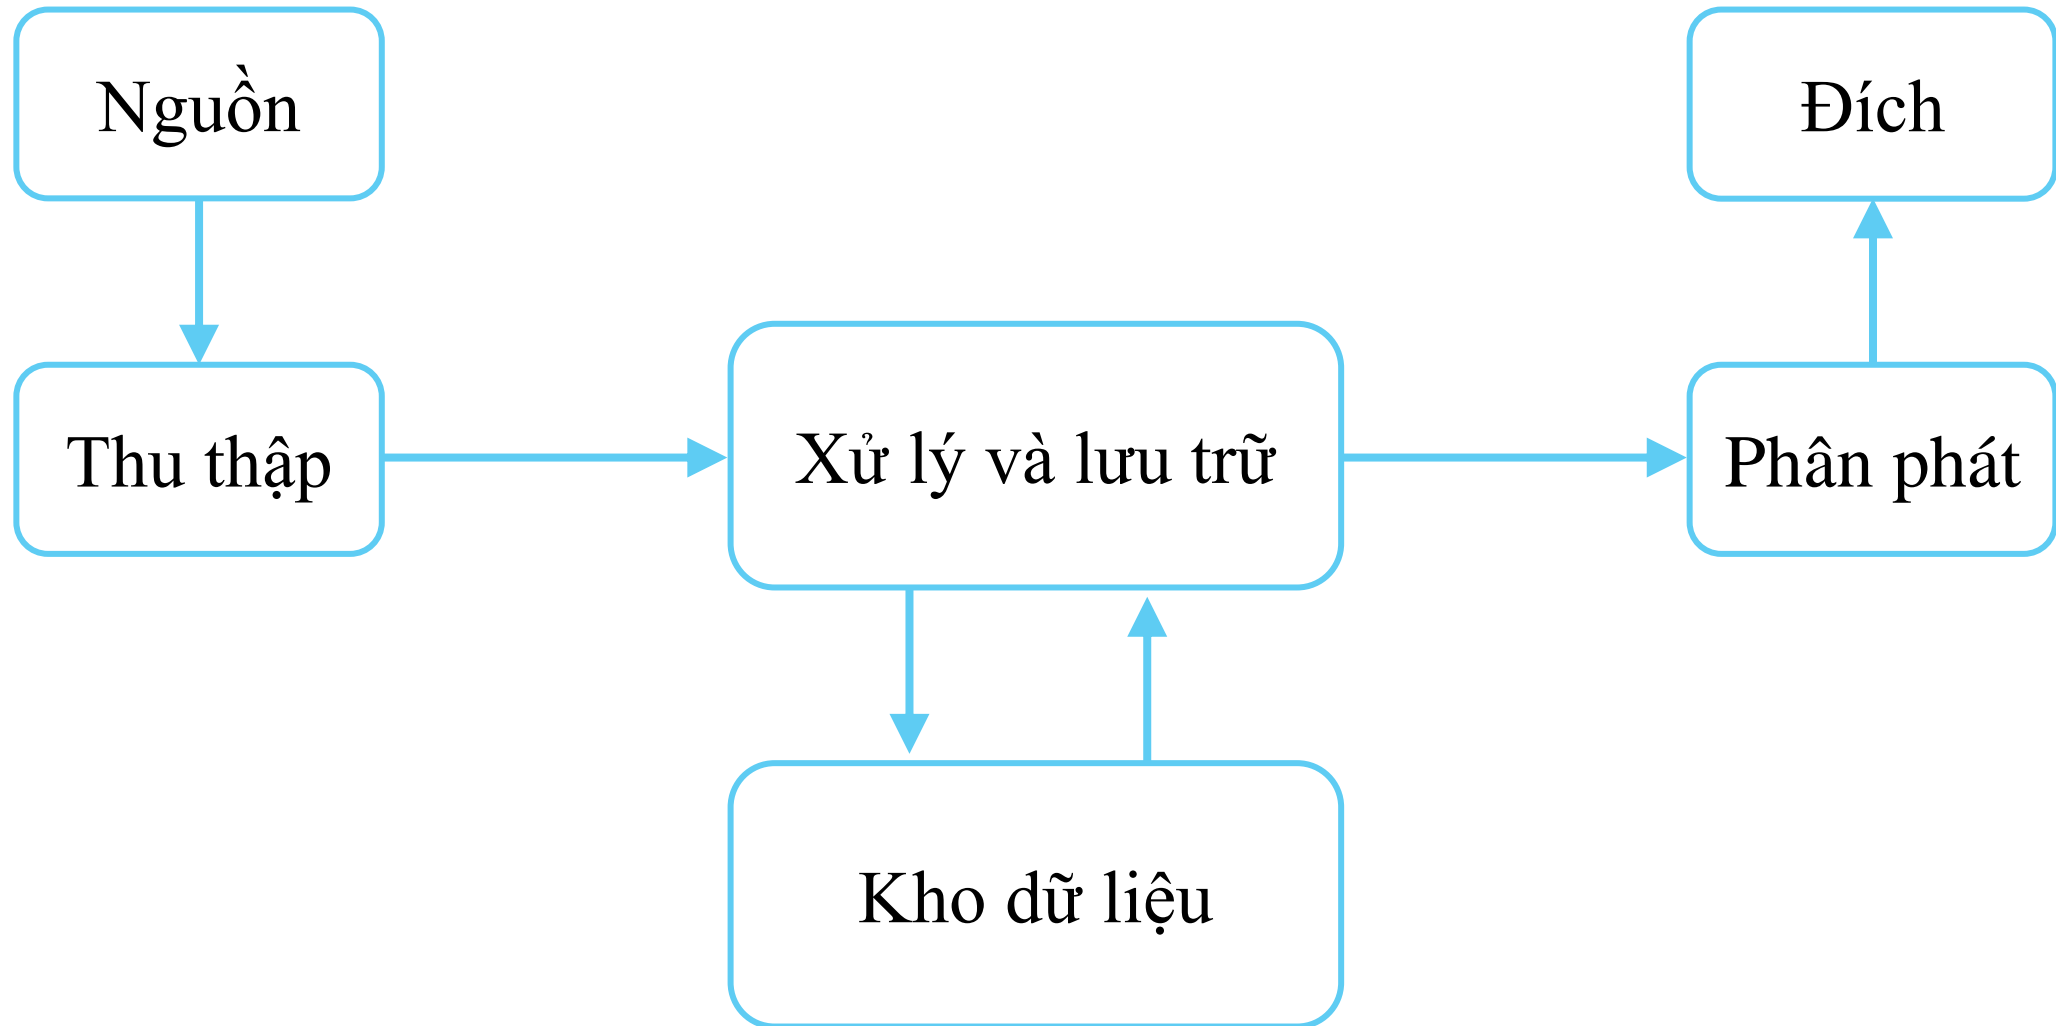 Nguồn
Đích
Thu thập
Xử lý và lưu trữ
Phân phát
Kho dữ liệu